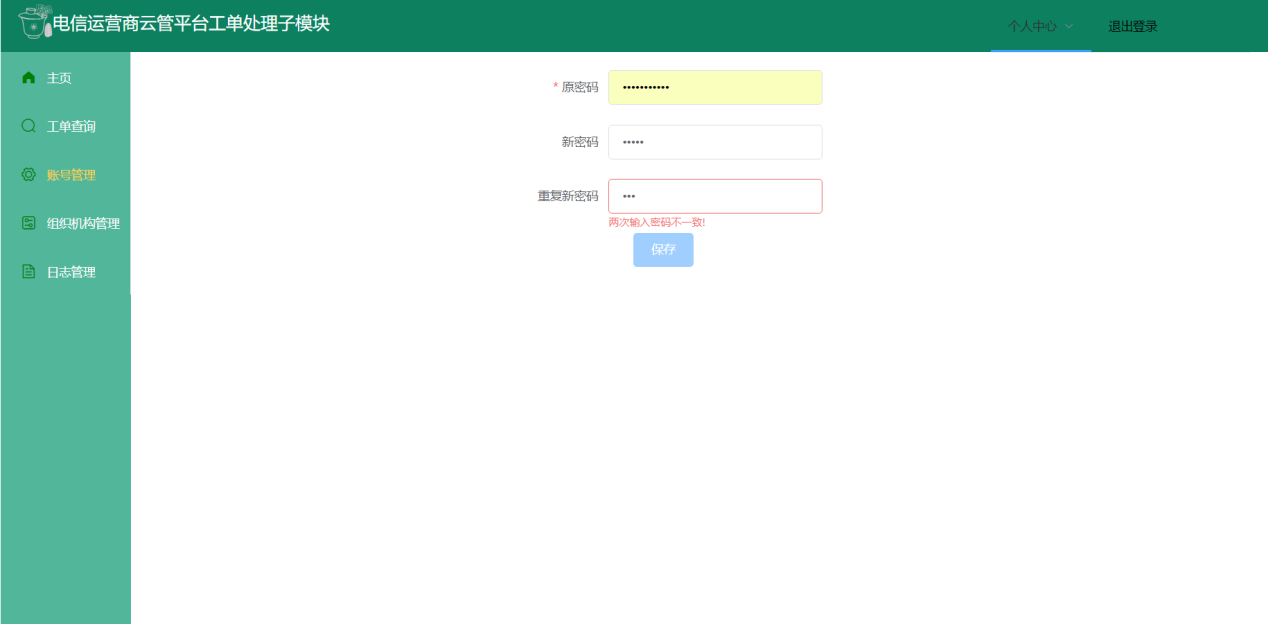 电信运营商云管平台工单处理子模块
个人中心
退出登录
主页
工单查询
账号管理
组织机构管理
日志管理
* 原密码
•••••••••••
新密码
•••••
重复新密码
•••
两次输入密码不一致!
保存